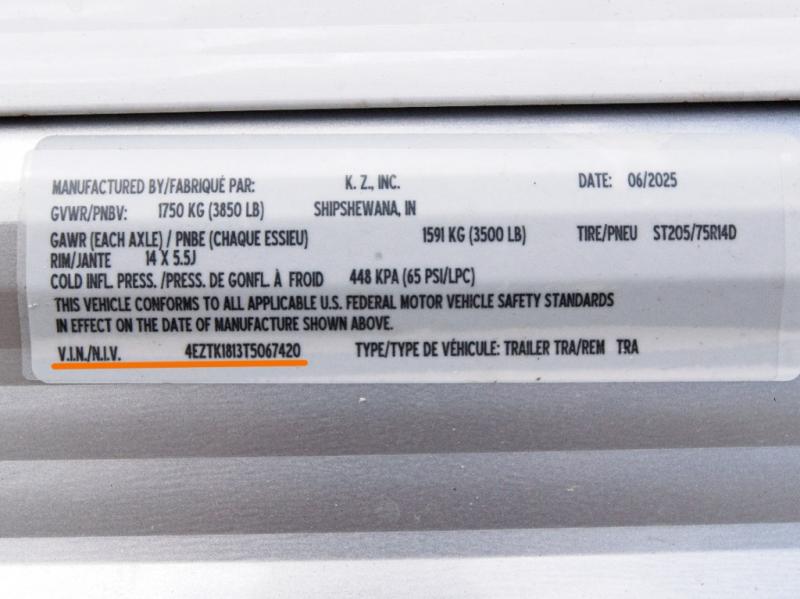 MANUFACTURED BY/FABRIQUÉ PAR: K. Z., INC. DATE: 06/2025
GVWR/PNBV: 1750 KG (3850 LB) SHIPSHEWANA, IN
GAWR (EACH AXLE) / PNBE (CHAQUE ESSIEU) 1591 KG (3500 LB) TIRE/PNEU ST205/75R14D
RIM/JANTE 14 X 5.5J
COLD INFL. PRESS. /PRESS. DE GONFL. À FROID 448 KPA (65 PSI/LPC)
THIS VEHICLE CONFORMS TO ALL APPLICABLE U.S. FEDERAL MOTOR VEHICLE SAFETY STANDARDS
IN EFFECT ON THE DATE OF MANUFACTURE SHOWN ABOVE.
V.I.N./N.I.V. 4EZTK1813T5067420 TYPE/TYPE DE VÉHICULE: TRAILER TRA/REM TRA